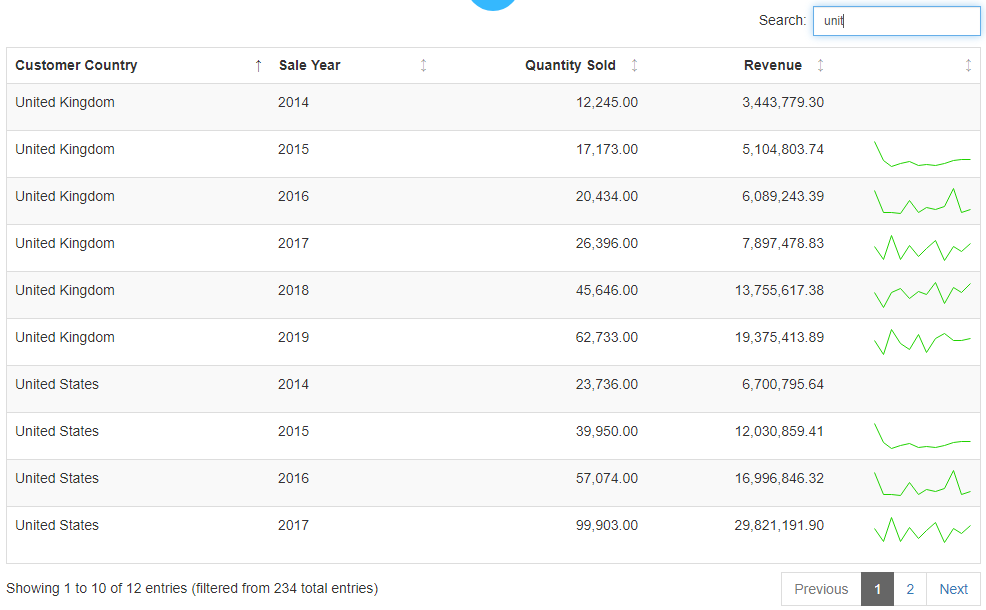 Search: unit
Customer Country ↑ Sale Year ↕ Quantity Sold ↕ Revenue ↕ ↕
United Kingdom 2014 12,245.00 3,443,779.30
United Kingdom 2015 17,173.00 5,104,803.74
United Kingdom 2016 20,434.00 6,089,243.39
United Kingdom 2017 26,396.00 7,897,478.83
United Kingdom 2018 45,646.00 13,755,617.38
United Kingdom 2019 62,733.00 19,375,413.89
United States 2014 23,736.00 6,700,795.64
United States 2015 39,950.00 12,030,859.41
United States 2016 57,074.00 16,996,846.32
United States 2017 99,903.00 29,821,191.90
Showing 1 to 10 of 12 entries (filtered from 234 total entries) Previous 1 2 Next